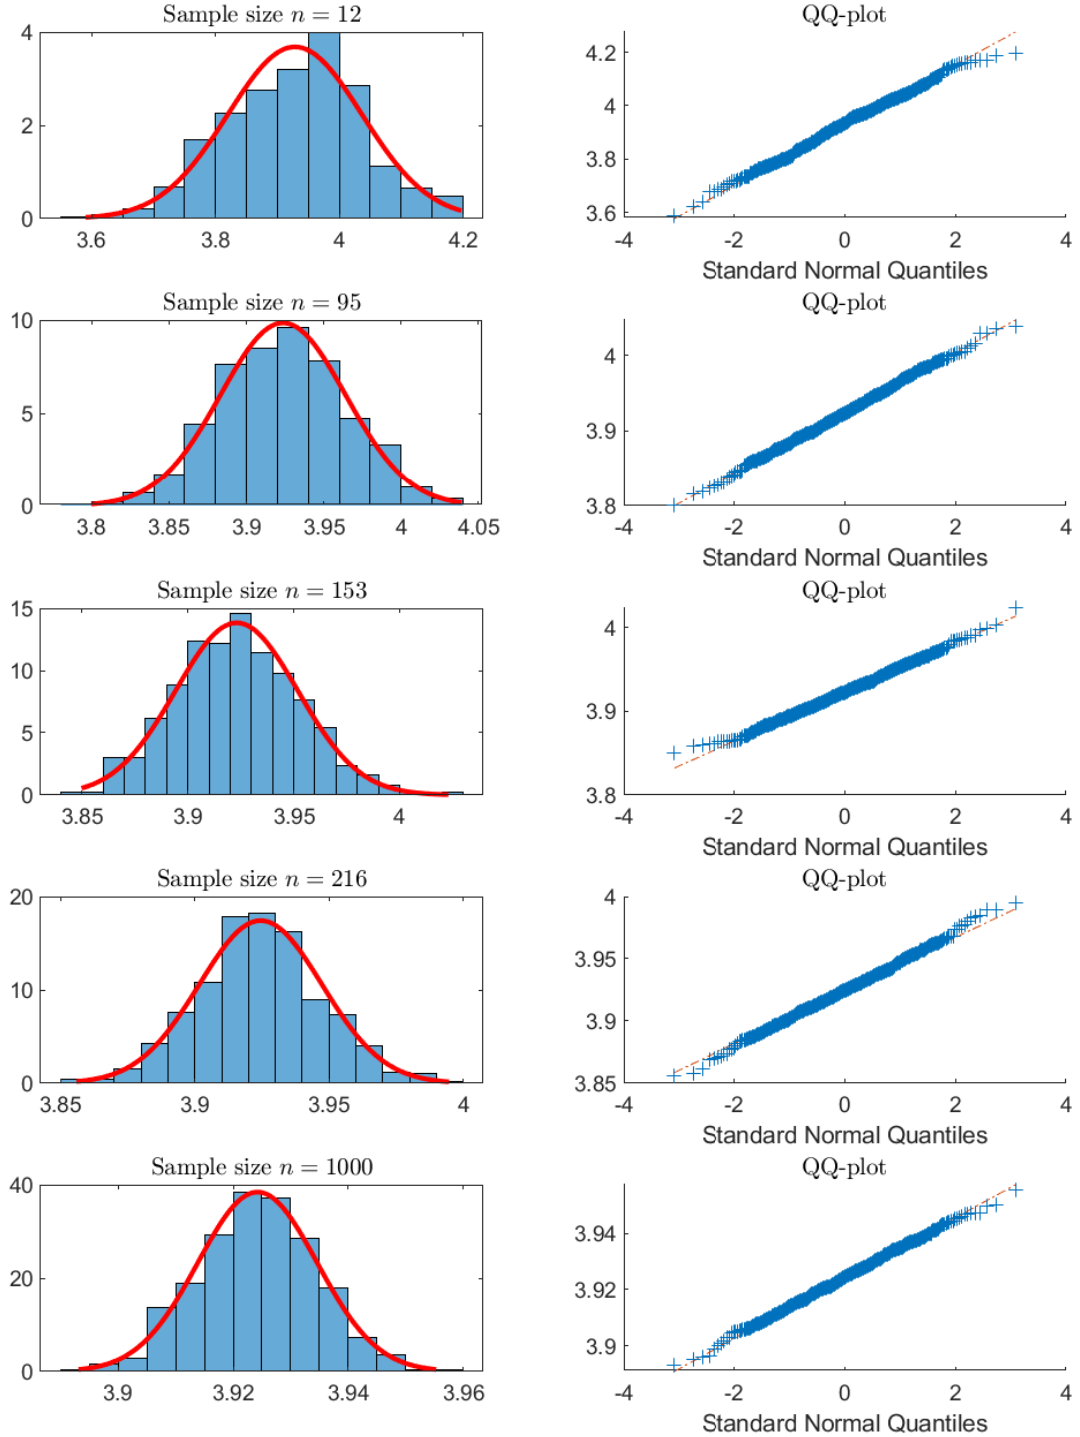 Sample size n = 12
4
2
0
3.6 3.8 4 4.2
QQ-plot
4.2
4
3.8
3.6
-4 -2 0 2 4
Standard Normal Quantiles
Sample size n = 95
10
5
0
3.8 3.85 3.9 3.95 4 4.05
QQ-plot
4
3.9
3.8
-4 -2 0 2 4
Standard Normal Quantiles
Sample size n = 153
15
10
5
0
3.85 3.9 3.95 4
QQ-plot
4
3.9
3.8
-4 -2 0 2 4
Standard Normal Quantiles
Sample size n = 216
20
10
0
3.85 3.9 3.95 4
QQ-plot
4
3.95
3.9
3.85
-4 -2 0 2 4
Standard Normal Quantiles
Sample size n = 1000
40
20
0
3.9 3.92 3.94 3.96
QQ-plot
3.94
3.92
3.9
-4 -2 0 2 4
Standard Normal Quantiles